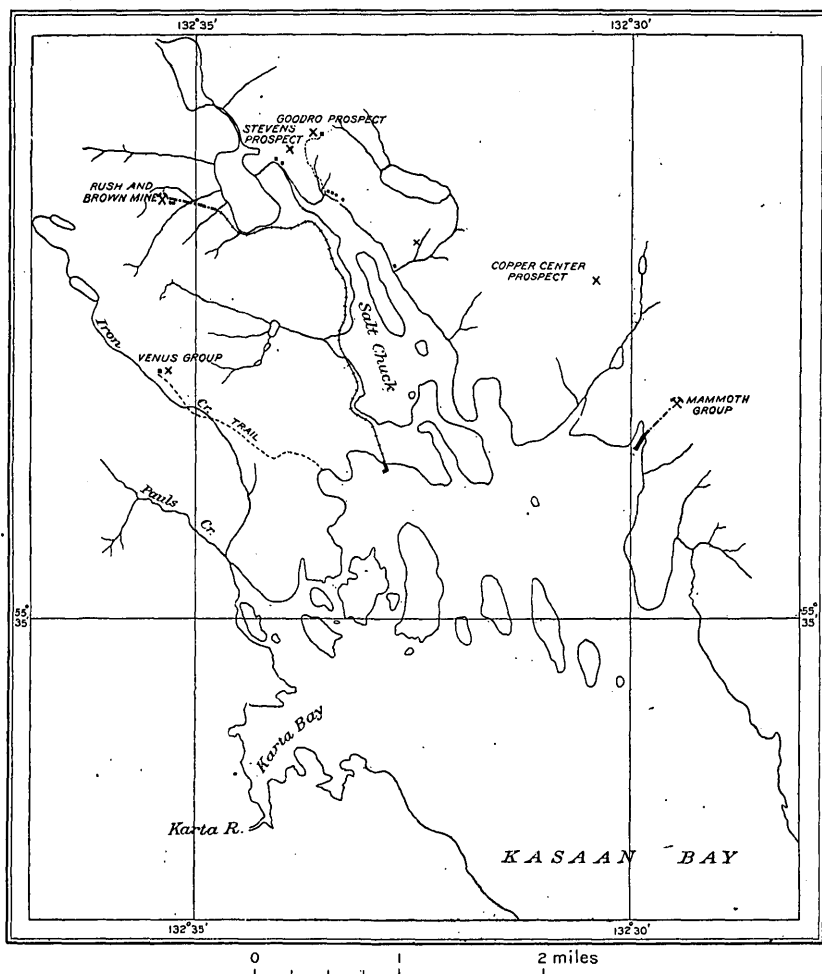 132°35'
132°30'
GOODRO PROSPECT
STEVENS
PROSPECT
RUSH AND
BROWN MINE
COPPER CENTER
PROSPECT
Salt Chuck
Iron
Cr.
VENUS GROUP
TRAIL
MAMMOTH
GROUP
Pauls
Cr.
55°
35'
55°
35'
Karta Bay
Karta R.
KASAAN BAY
132°35'
132°30'
0 1 2 miles